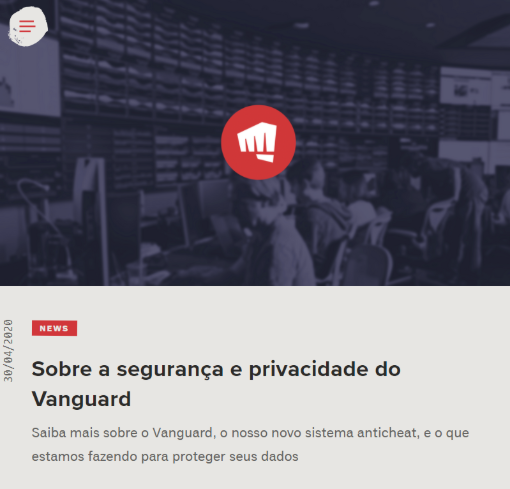 NEWS
30/04/2020
Sobre a segurança e privacidade do
Vanguard
Saiba mais sobre o Vanguard, o nosso novo sistema anticheat, e o que
estamos fazendo para proteger seus dados